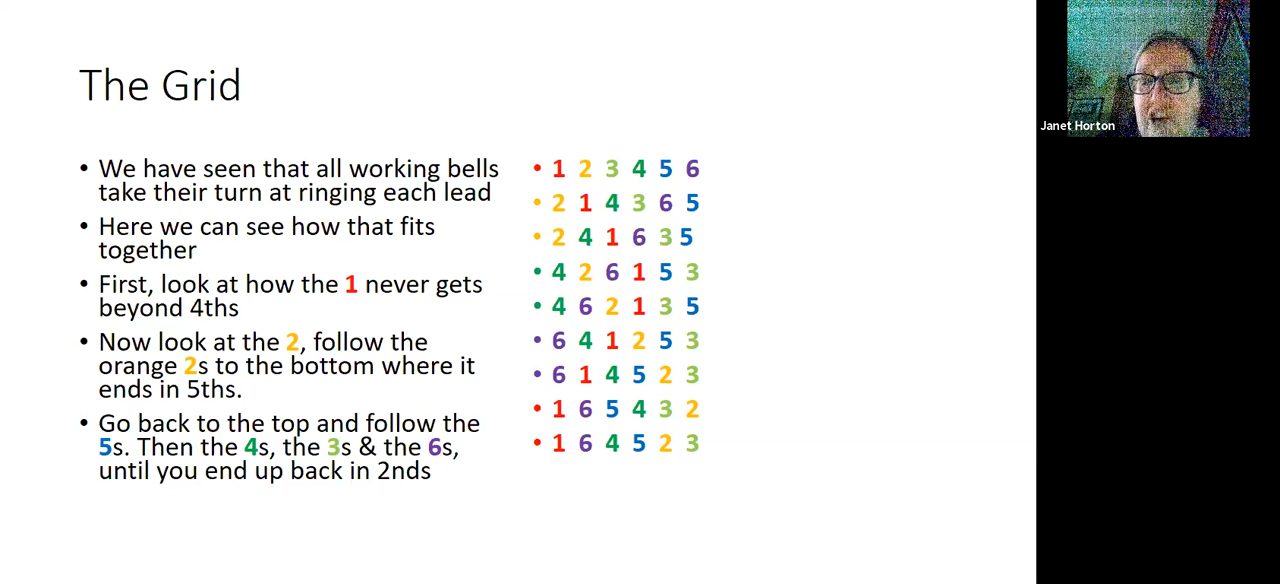 The Grid
• We have seen that all working bells
take their turn at ringing each lead
• Here we can see how that fits
together
• First, look at how the 1 never gets
beyond 4ths
• Now look at the 2, follow the
orange 2s to the bottom where it
ends in 5ths.
• Go back to the top and follow the
5s. Then the 4s, the 3s & the 6s,
until you end up back in 2nds
• 1 2 3 4 5 6
• 2 1 4 3 6 5
• 2 4 1 6 3 5
• 4 2 6 1 5 3
• 4 6 2 1 3 5
• 6 4 1 2 5 3
• 6 1 4 5 2 3
• 1 6 5 4 3 2
• 1 6 4 5 2 3
Janet Horton